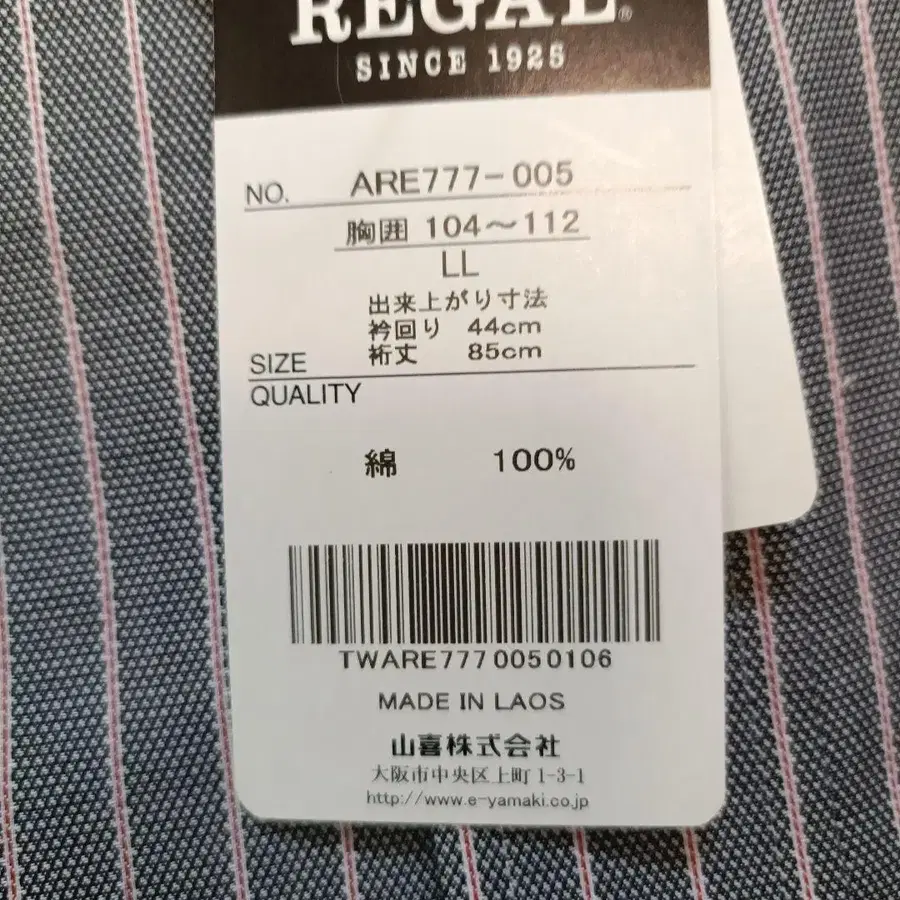 REGAL®
SINCE 1925
NO. ARE777-005
胸囲 104～112
LL
出来上がり寸法
衿回り 44cm
裄丈 85cm
SIZE
QUALITY
綿 100%
TWARE7770050106
MADE IN LAOS
山喜株式会社
大阪市中央区上町1-3-1
http://www.e-yamaki.co.jp